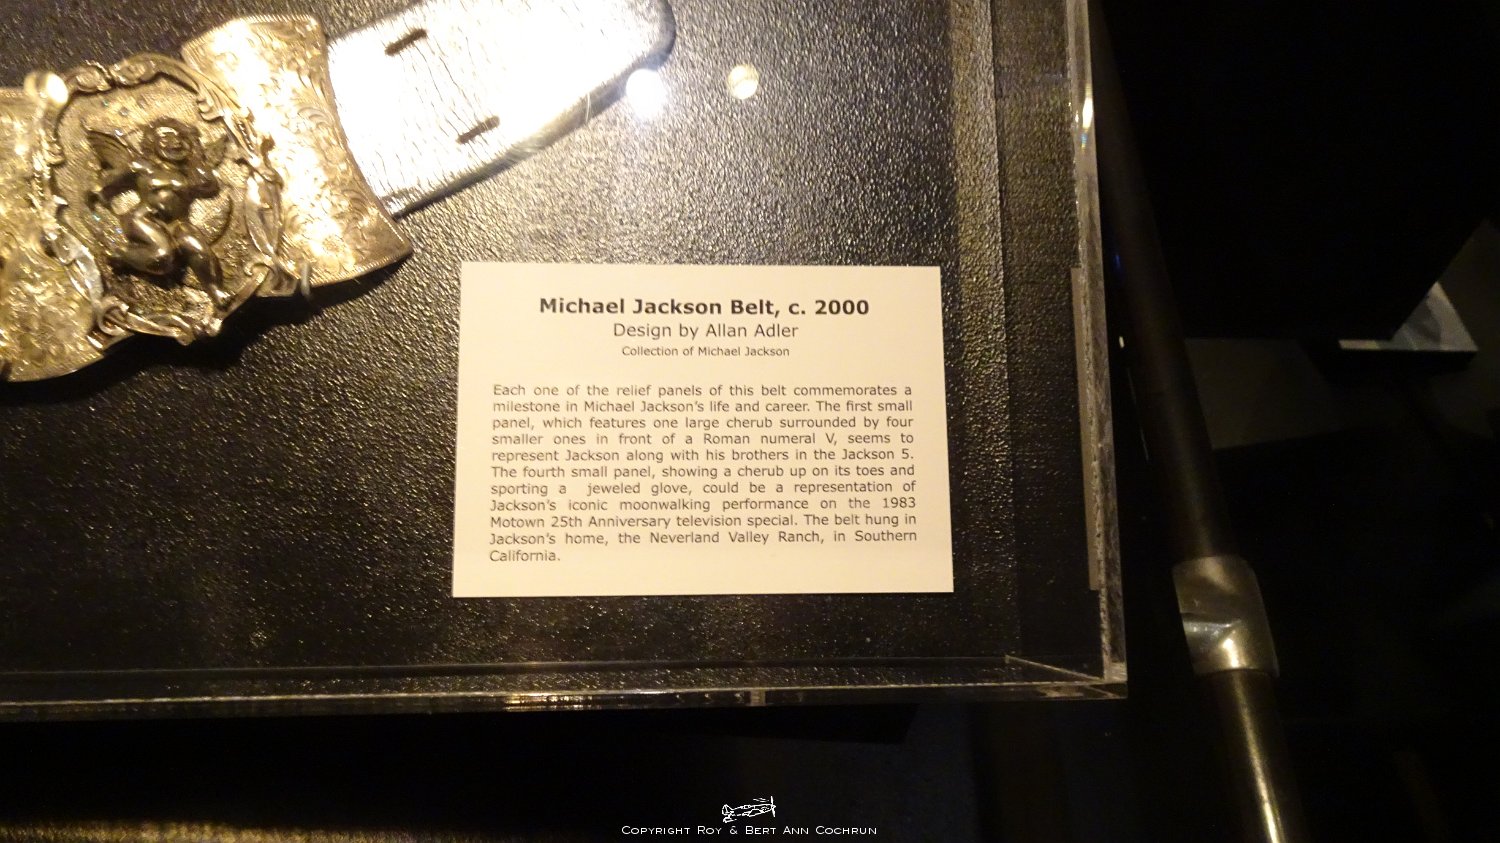 Michael Jackson Belt, c. 2000
Design by Allan Adler
Collection of Michael Jackson
Each one of the relief panels of this belt commemorates a
milestone in Michael Jackson's life and career. The first small
panel, which features one large cherub surrounded by four
smaller ones in front of a Roman numeral V, seems to
represent Jackson along with his brothers in the Jackson 5.
The fourth small panel, showing a cherub up on its toes and
sporting a jeweled glove, could be a representation of
Jackson's iconic moonwalking performance on the 1983
Motown 25th Anniversary television special. The belt hung in
Jackson's home, the Neverland Valley Ranch, in Southern
California.
Copyright Roy & Bert Ann Cochrun